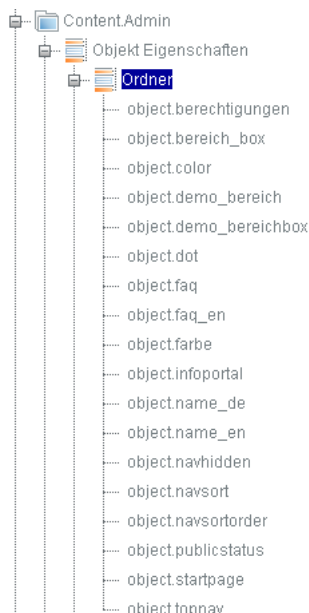 Content.Admin
Objekt Eigenschaften
Ordner
object.berechtigungen
object.bereich_box
object.color
object.demo_bereich
object.demo_bereichbox
object.dot
object.faq
object.faq_en
object.farbe
object.infoportal
object.name_de
object.name_en
object.navhidden
object.navsort
object.navsortorder
object.publicstatus
object.startpage
object.topnav